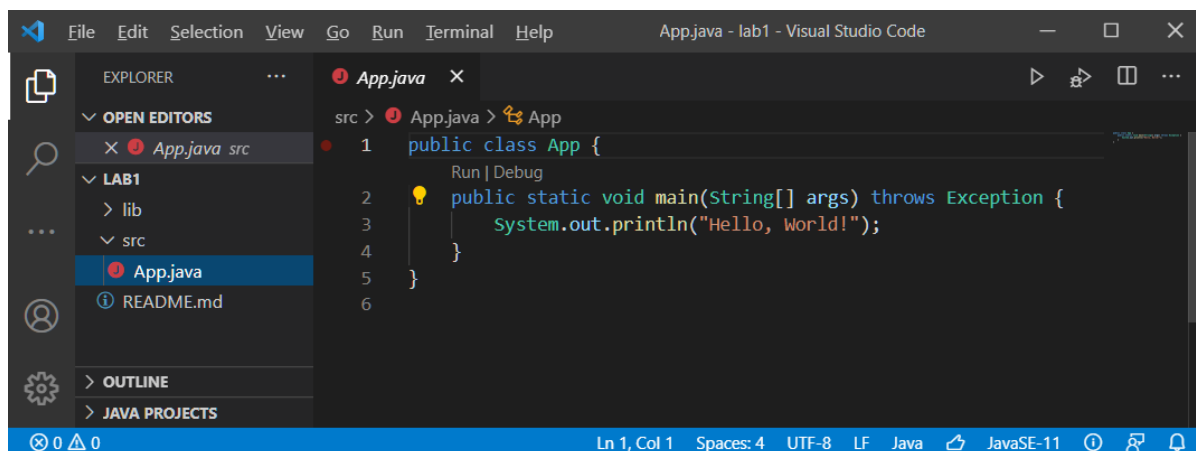 File Edit Selection View Go Run Terminal Help App.java - lab1 - Visual Studio Code
EXPLORER
App.java
OPEN EDITORS
App.java src
LAB1
lib
src
App.java
README.md
OUTLINE
JAVA PROJECTS
src > App.java > App
1 public class App {
Run | Debug
2 public static void main(String[] args) throws Exception {
3 System.out.println("Hello, World!");
4 }
5 }
6
0 0 Ln 1, Col 1 Spaces: 4 UTF-8 LF Java JavaSE-11